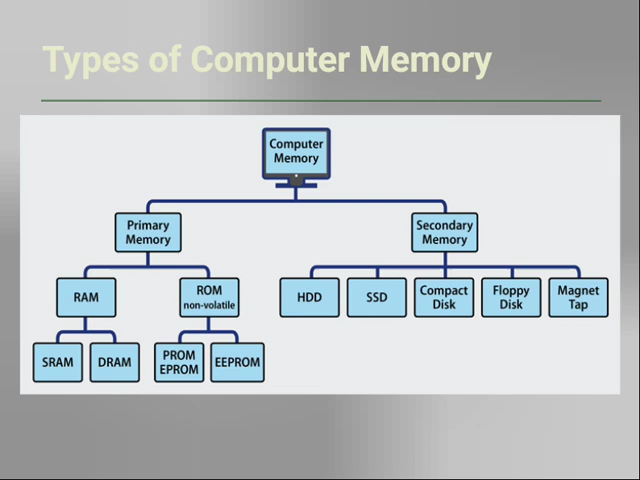 Types of Computer Memory
Computer
Memory
Primary
Memory
Secondary
Memory
RAM
ROM
non-volatile
HDD
SSD
Compact
Disk
Floppy
Disk
Magnet
Tap
SRAM
DRAM
PROM
EPROM
EEPROM